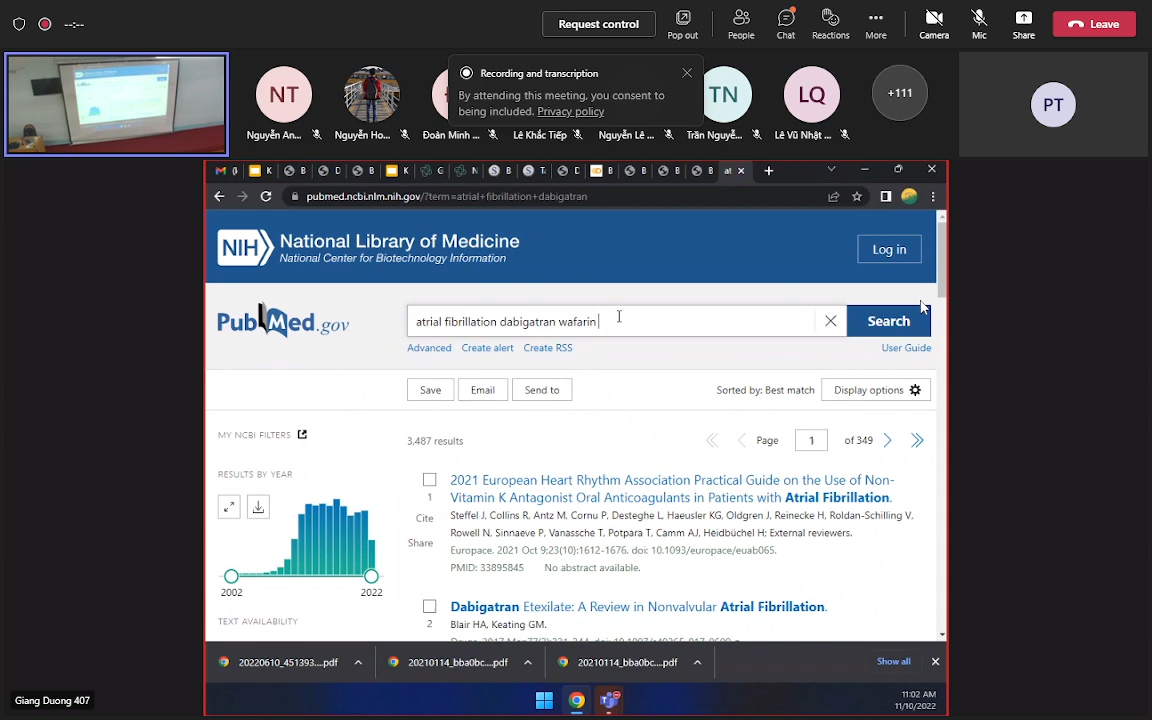 --:--
Request control
Pop out
People
Chat
Reactions
More
Camera
Mic
Share
Leave
Recording and transcription
By attending this meeting, you consent to
being included. Privacy policy
NT
TN
LQ
+111
PT
Nguyễn An...
Nguyễn Ho...
Đoàn Minh ...
Lê Khắc Tiệp
Nguyễn Lê ...
Trần Nguyễ...
Lê Vũ Nhật ...
pubmed.ncbi.nlm.nih.gov/?term=atrial+fibrillation+dabigatran
NIH
National Library of Medicine
National Center for Biotechnology Information
Log in
PubMed.gov
atrial fibrillation dabigatran wafarin
Search
Advanced Create alert Create RSS
User Guide
Save
Email
Send to
Sorted by: Best match
Display options
MY NCBI FILTERS
3.487 results
Page
1
of 349
RESULTS BY YEAR
2002
2022
TEXT AVAILABILITY
1
Cite
Share
2021 European Heart Rhythm Association Practical Guide on the Use of Non-
Vitamin K Antagonist Oral Anticoagulants in Patients with Atrial Fibrillation.
Steffel J, Collins R, Antz M, Cornu P, Desteghe L, Haeusler KG, Oldgren J, Reinecke H, Roldan-Schilling V,
Rowell N, Sinnaeve P, Vanassche T, Potpara T, Camm AJ, Heidbüchel H; External reviewers.
Europace. 2021 Oct 9;23(10):1612-1676. doi: 10.1093/europace/euab065.
PMID: 33895845 No abstract available.
2
Dabigatran Etexilate: A Review in Nonvalvular Atrial Fibrillation.
Blair HA, Keating GM.
20220610_451393....pdf
20210114_bba0bc....pdf
20210114_bba0bc....pdf
Show all
11:02 AM
11/10/2022
Giang Duong 407